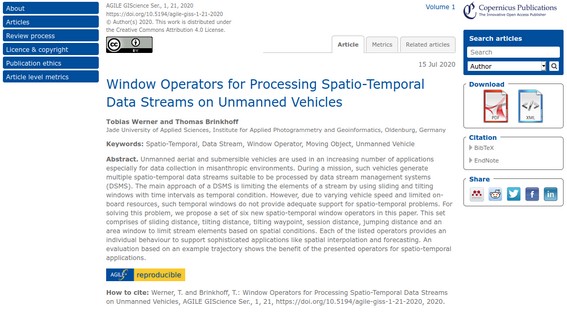 About
Articles
Review process
Licence & copyright
Publication ethics
Article level metrics
AGILE GIScience Ser., 1, 21, 2020
https://doi.org/10.5194/agile-giss-1-21-2020
© Author(s) 2020. This work is distributed under
the Creative Commons Attribution 4.0 License.
cc
BY
Volume 1
Article
Metrics
Related articles
15 Jul 2020
Window Operators for Processing Spatio-Temporal
Data Streams on Unmanned Vehicles
Tobias Werner and Thomas Brinkhoff
Jade University of Applied Sciences, Institute for Applied Photogrammetry and Geoinformatics, Oldenburg, Germany
Keywords: Spatio-Temporal, Data Stream, Window Operator, Moving Object, Unmanned Vehicle
Abstract. Unmanned aerial and submersible vehicles are used in an increasing number of applications
especially for data collection in misanthropic environments. During a mission, such vehicles generate
multiple spatio-temporal data streams suitable to be processed by data stream management systems
(DSMS). The main approach of a DSMS is limiting the elements of a stream by using sliding and tilting
windows with time intervals as temporal condition. However, due to varying vehicle speed and limited on-
board resources, such temporal windows do not provide adequate support for spatio-temporal problems. For
solving this problem, we propose a set of six new spatio-temporal window operators in this paper. This set
comprises of sliding distance, tilting distance, tilting waypoint, session distance, jumping distance and an
area window to limit stream elements based on spatial conditions. Each of the listed operators provides an
individual behaviour to support sophisticated applications like spatial interpolation and forecasting. An
evaluation based on an example trajectory shows the benefit of the presented operators for spatio-temporal
applications.
AGILE reproducible
How to cite: Werner, T. and Brinkhoff, T.: Window Operators for Processing Spatio-Temporal Data Streams
on Unmanned Vehicles, AGILE GIScience Ser., 1, 21, https://doi.org/10.5194/agile-giss-1-21-2020, 2020.
Copernicus Publications
The Innovative Open Access Publisher
Search articles
Search
Author
Download
PDF
XML
Citation
BibTeX
EndNote
Share